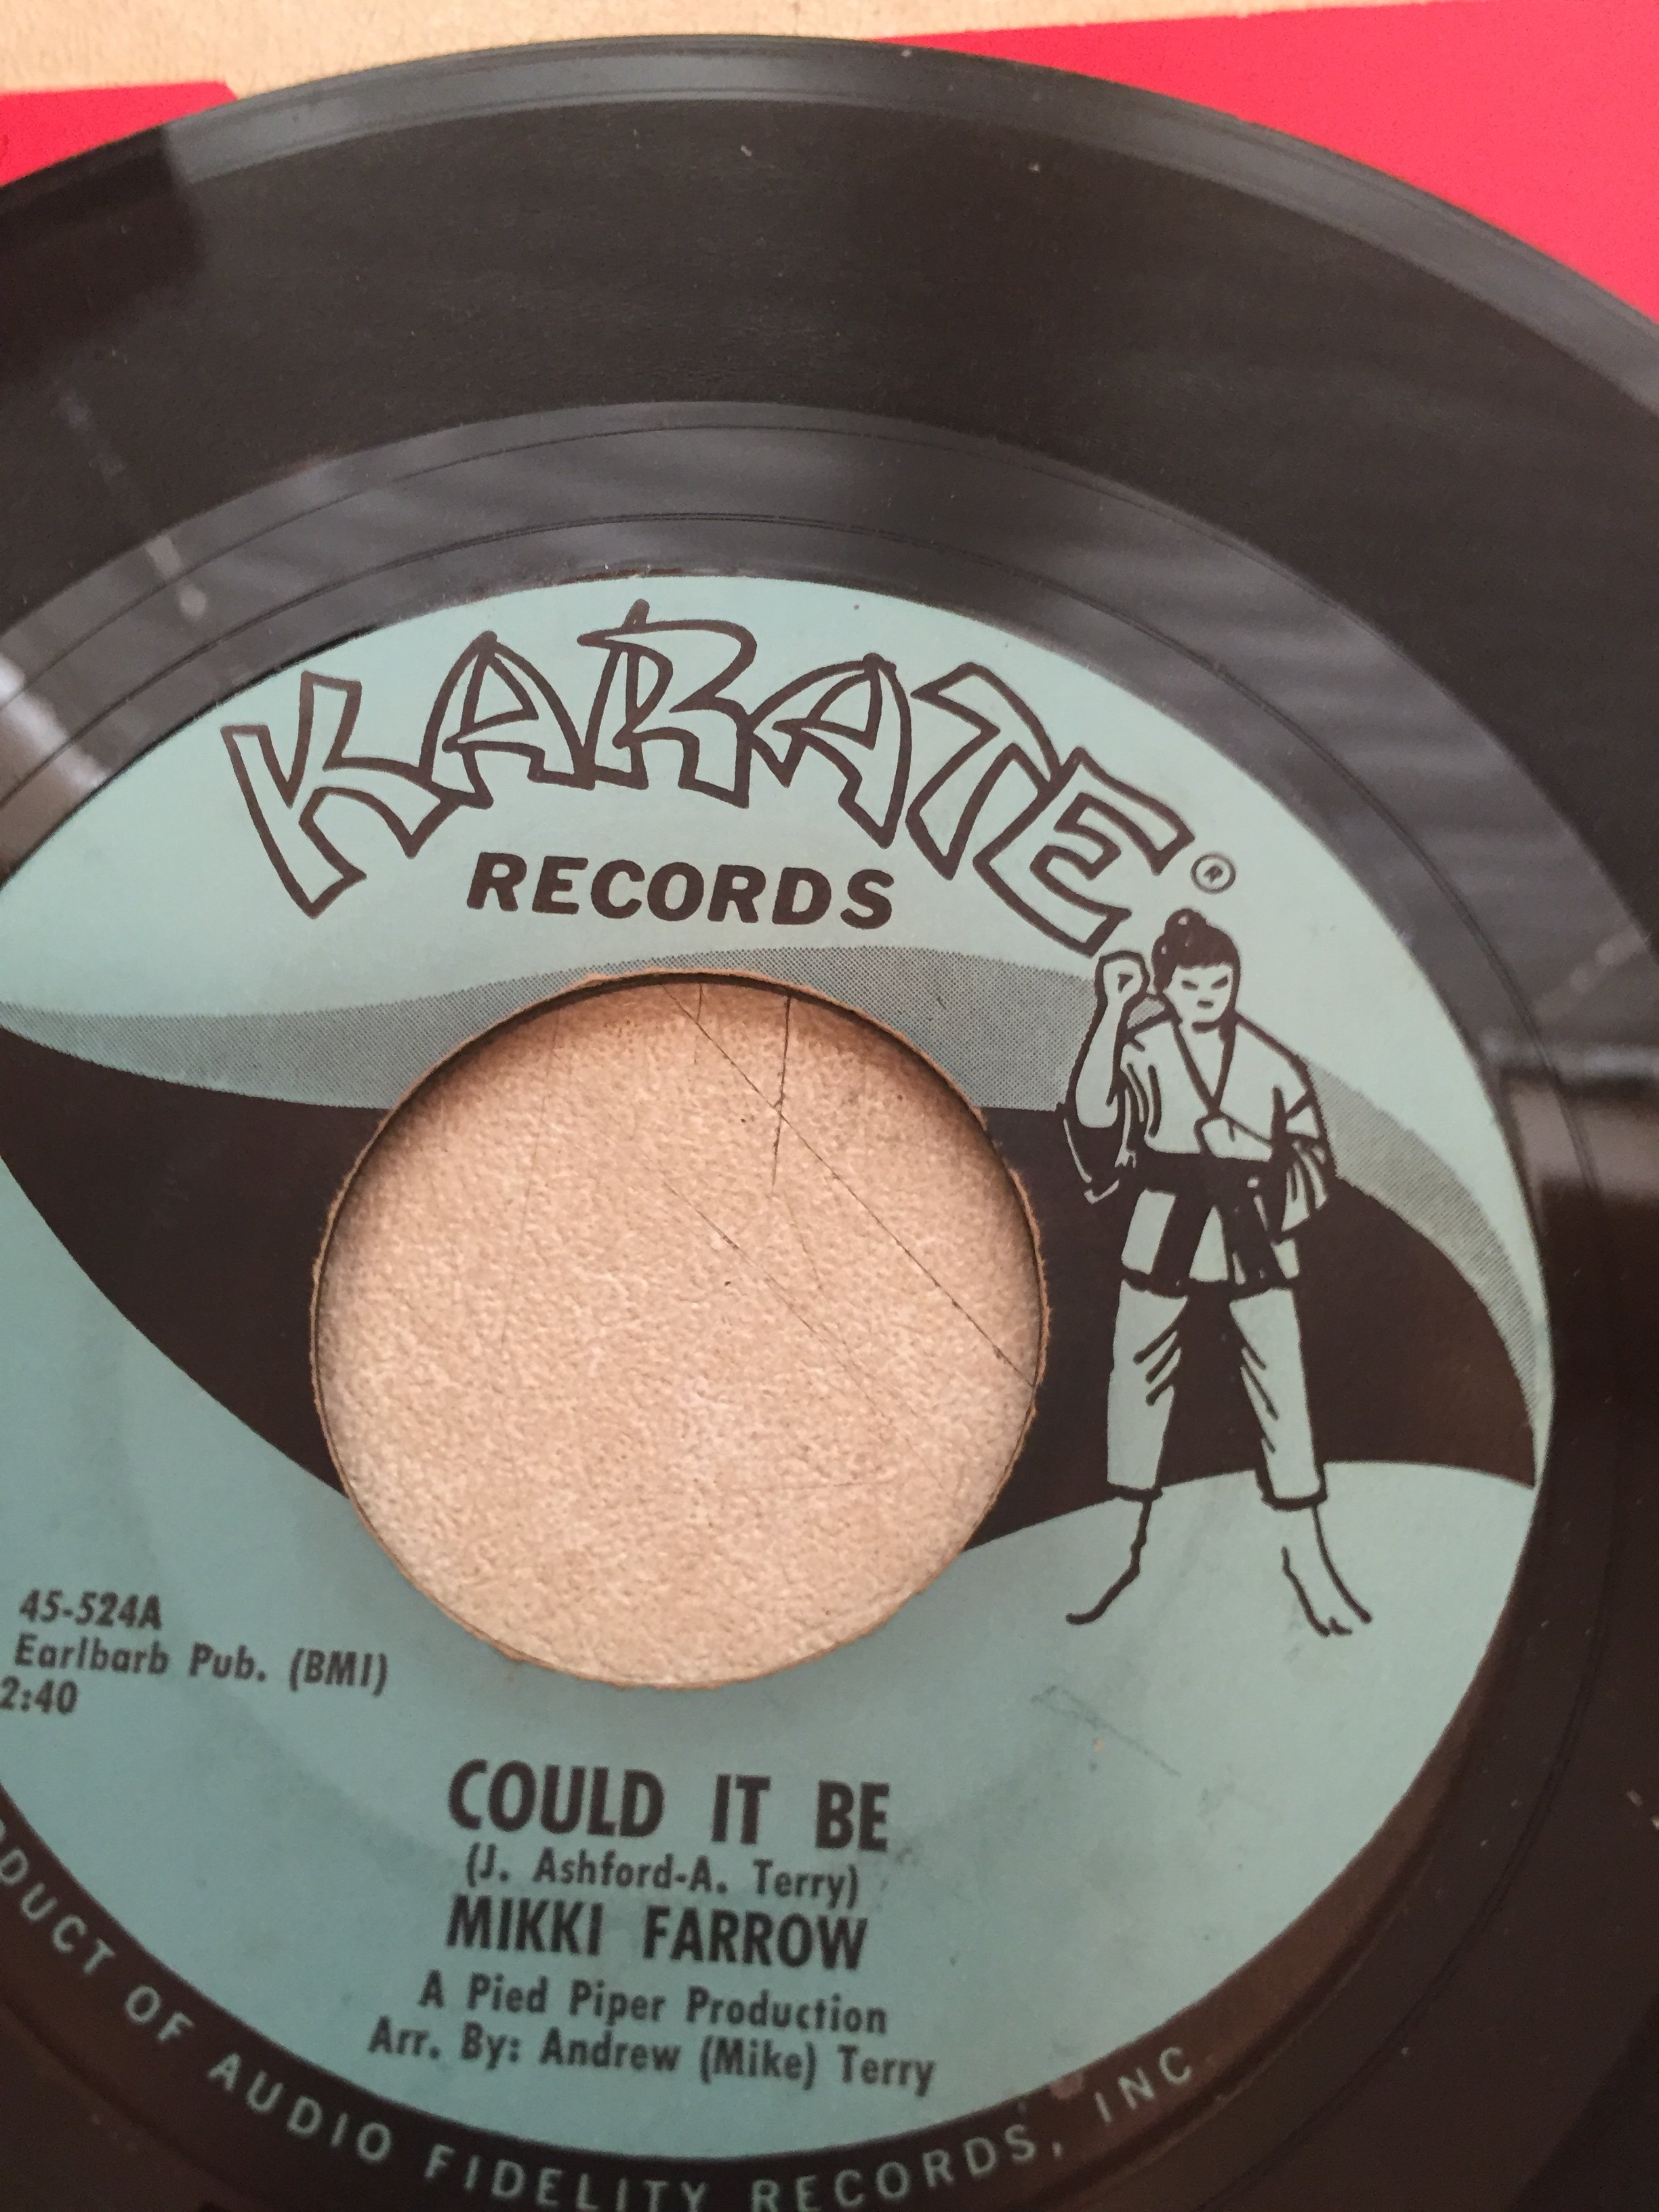 KARATE®
RECORDS
45-524A
Earlbarb Pub. (BMI)
2:40
COULD IT BE
(J. Ashford-A. Terry)
MIKKI FARROW
A Pied Piper Production
Arr. By: Andrew (Mike) Terry
ODUCT OF AUDIO FIDELITY RECORDS, INC